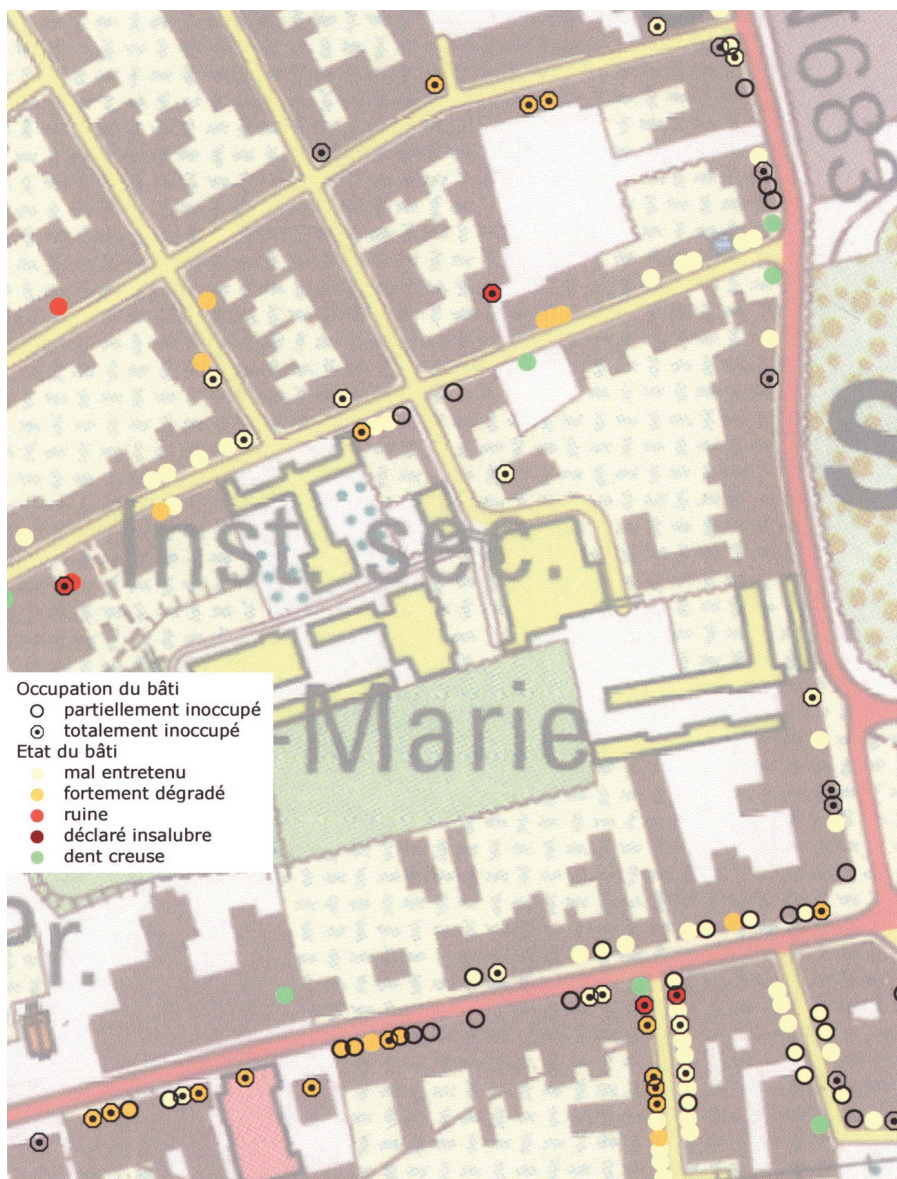 N683
S
Inst. sec.
-Marie
Occupation du bâti
partiellement inoccupé
totalement inoccupé
Etat du bâti
mal entretenu
fortement dégradé
ruine
déclaré insalubre
dent creuse
Pr.